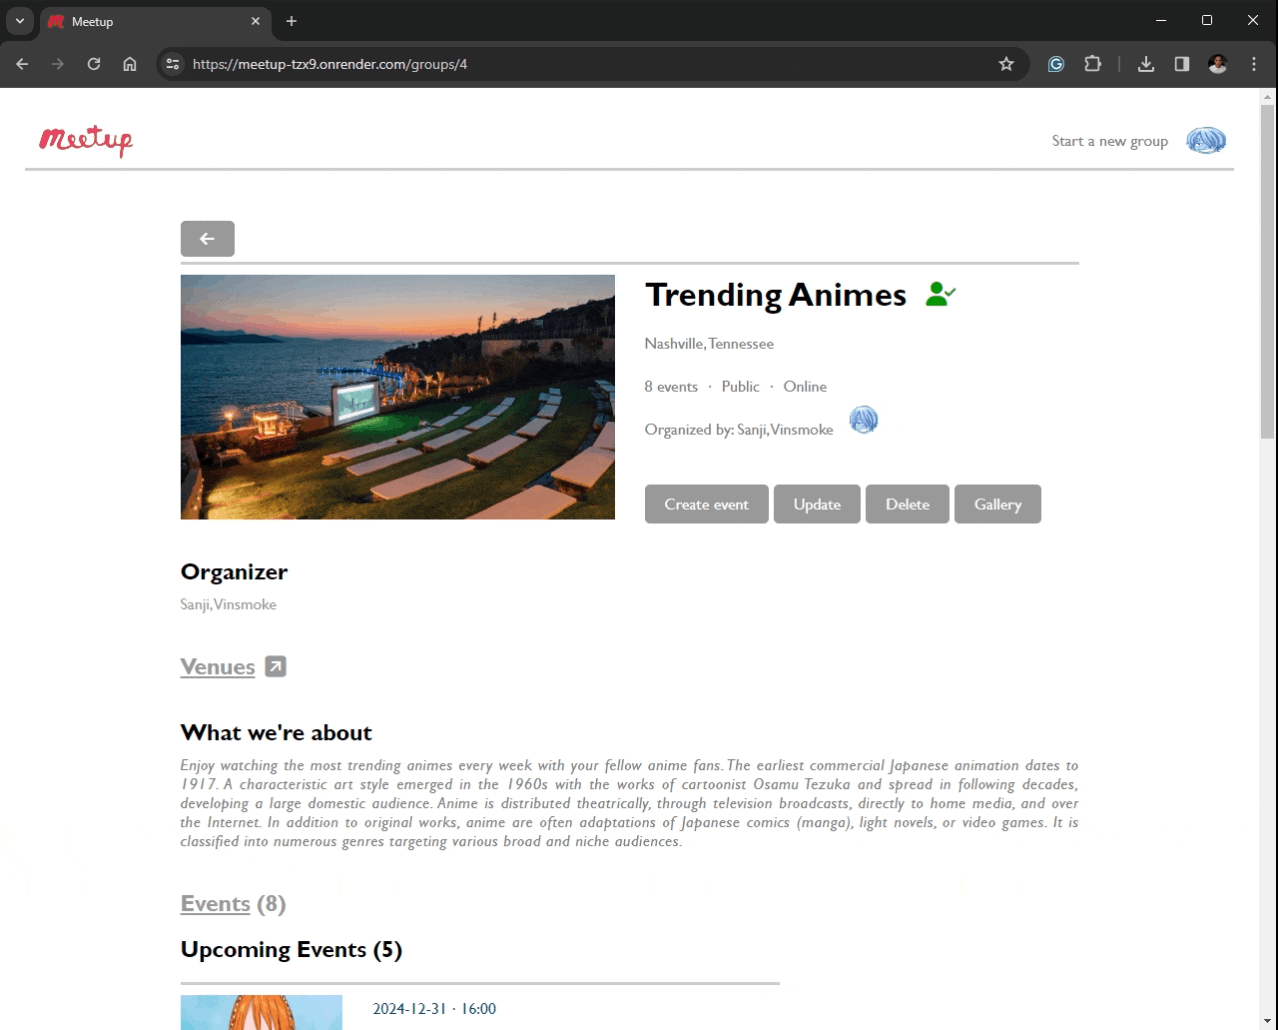 Meetup
https://meetup-tzx9.onrender.com/groups/4
meetup
Start a new group
Trending Animes
Nashville, Tennessee
8 events · Public · Online
Organized by: Sanji, Vinsmoke
Create event Update Delete Gallery
Organizer
Sanji, Vinsmoke
Venues
What we're about
Enjoy watching the most trending animes every week with your fellow anime fans. The earliest commercial Japanese animation dates to
1917. A characteristic art style emerged in the 1960s with the works of cartoonist Osamu Tezuka and spread in following decades,
developing a large domestic audience. Anime is distributed theatrically, through television broadcasts, directly to home media, and over
the Internet. In addition to original works, anime are often adaptations of Japanese comics (manga), light novels, or video games. It is
classified into numerous genres targeting various broad and niche audiences.
Events (8)
Upcoming Events (5)
2024-12-31 · 16:00